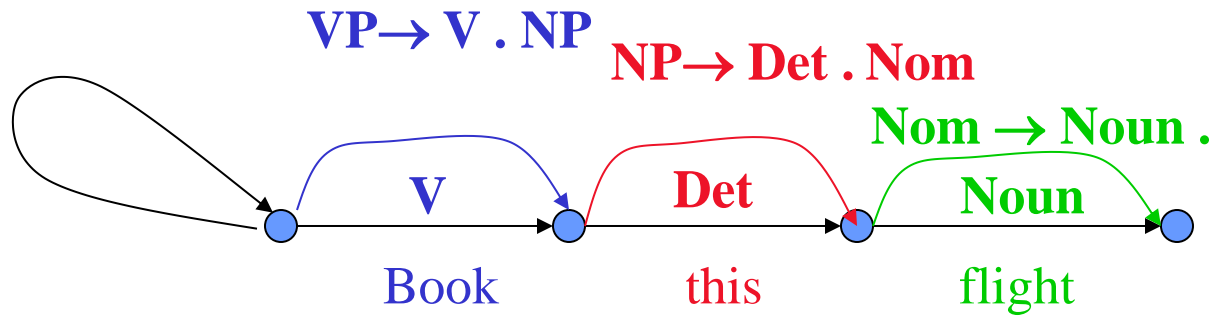 VP→ V . NP
NP→ Det . Nom
Nom → Noun .
V
Det
Noun
Book
this
flight